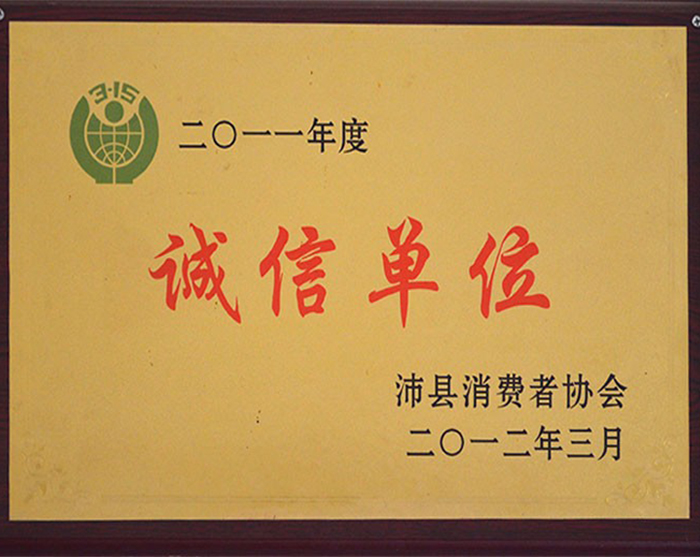 3·15
二〇一一年度
诚信单位
沛县消费者协会
二〇一二年三月